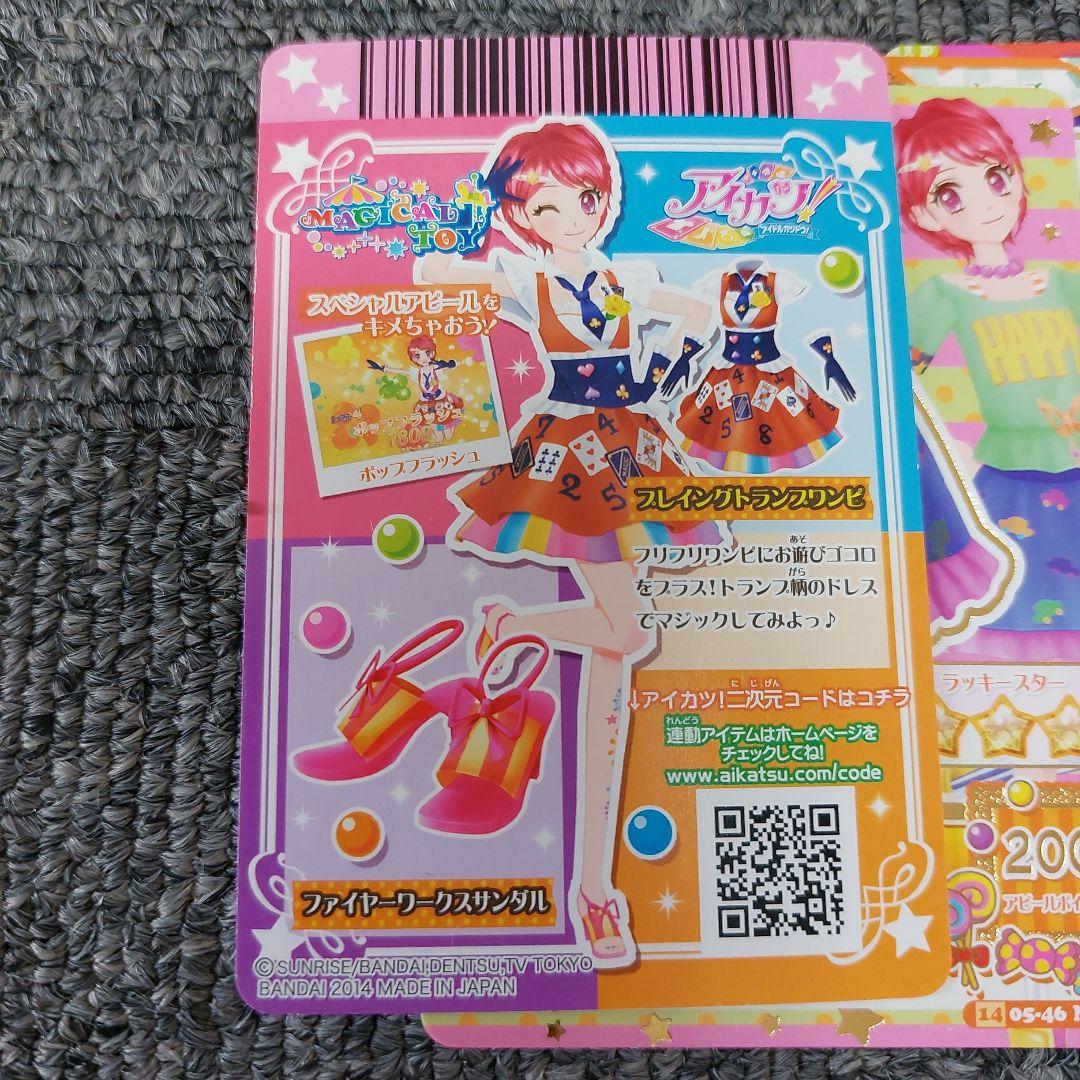 MAGICAL
TOY
アイカツ!
アイドルカツドウ!
スペシャルアピールを
キメちゃおう!
ポップフラッシュ
1800
ポップフラッシュ
7 4
2 5
4
2 5 8
プレイングトランプワンピ
フリフリワンピにお遊びゴコロ
をプラス!トランプ柄のドレス
でマジックしてみよっ♪
↓アイカツ!二次元コードはコチラ
連動アイテムはホームページを
チェックしてね!
www.aikatsu.com/code
ファイヤーワークスサンダル
©SUNRISE/BANDAI,DENTSU,TV TOKYO
BANDAI 2014 MADE IN JAPAN
HAPPY
ラッキースター
200
アピールポイ
14 05-46